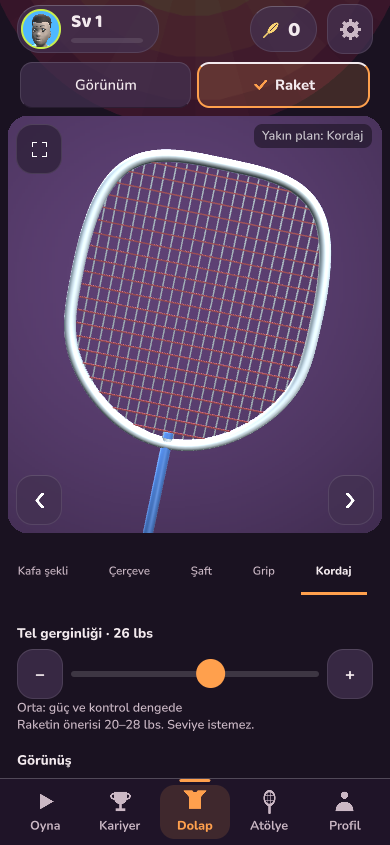 Sv 1
0
Görünüm
Raket
Yakın plan: Kordaj
Kafa şekli
Çerçeve
Şaft
Grip
Kordaj
Tel gerginliği · 26 lbs
Orta: güç ve kontrol dengede
Raketin önerisi 20–28 lbs. Seviye istemez.
Görünüş
Oyna
Kariyer
Dolap
Atölye
Profil